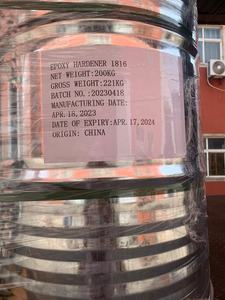 EPOXY HARDENER 1816
NET WEIGHT:200KG
GROSS WEIGHT:221KG
BATCH NO.:20230418
MANUFACTURING DATE:
APR.18,2023
DATE OF EXPIRY:APR.17,2024
ORIGIN: CHINA